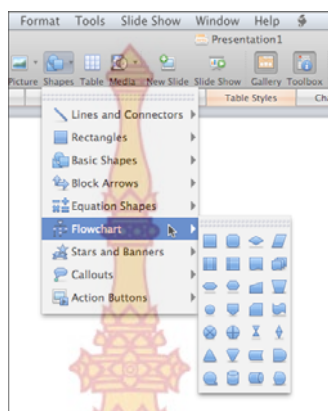 Format Tools Slide Show Window Help
Presentation1
Picture Shapes Table Media New Slide Slide Show Gallery Toolbox
Table Styles Cha
Lines and Connectors
Rectangles
Basic Shapes
Block Arrows
Equation Shapes
Flowchart
Stars and Banners
Callouts
Action Buttons